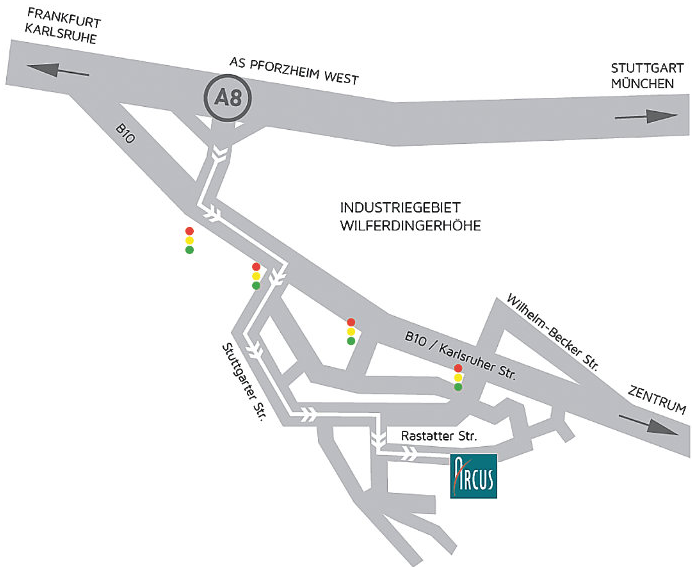 FRANKFURT
KARLSRUHE
AS PFORZHEIM WEST
STUTTGART
MÜNCHEN
A8
B10
INDUSTRIEGEBIET
WILFERDINGERHÖHE
Wilhelm-Becker Str.
B10 / Karlsruher Str.
Stuttgarter Str.
ZENTRUM
Rastatter Str.
ARCUS